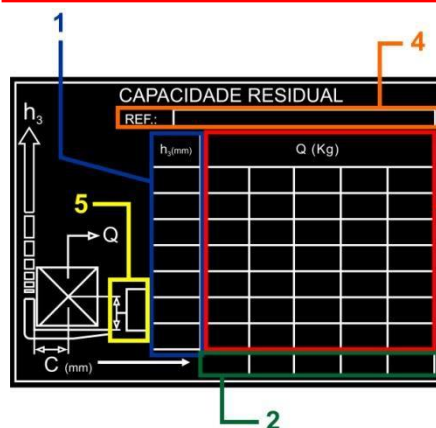 1
4
CAPACIDADE RESIDUAL
h3
REF.:
h3(mm) Q (Kg)
5
Q
C (mm)
2